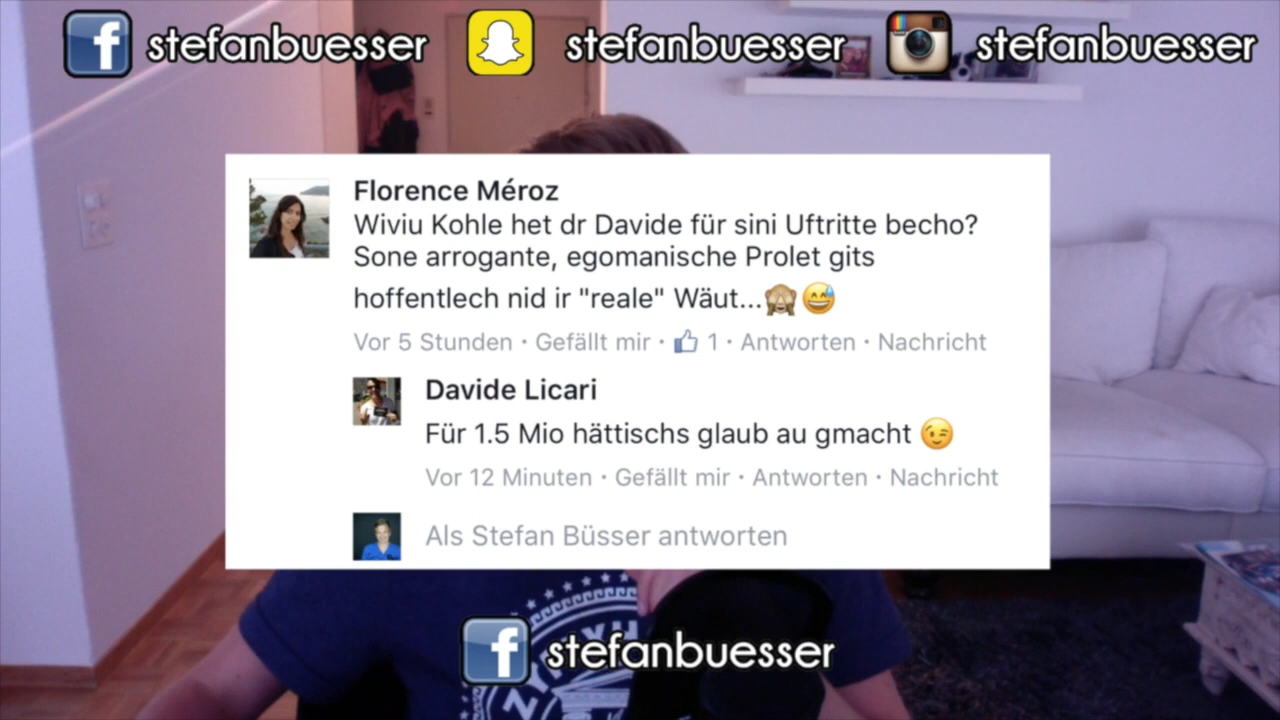 stefanbuesser stefanbuesser stefanbuesser
Florence Méroz
Wiviu Kohle het dr Davide für sini Uftritte becho?
Sone arrogante, egomanische Prolet gits
hoffentlech nid ir "reale" Wäut...🙈😅
Vor 5 Stunden · Gefällt mir · 👍 1 · Antworten · Nachricht
Davide Licari
Für 1.5 Mio hättischs glaub au gmacht 😉
Vor 12 Minuten · Gefällt mir · Antworten · Nachricht
Als Stefan Büsser antworten
stefanbuesser